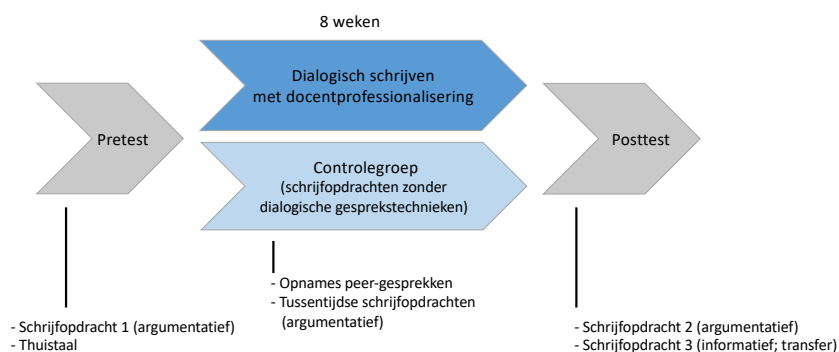 8 weken
Dialogisch schrijven
met docentprofessionalisering
Pretest
Posttest
Controlegroep
(schrijfopdrachten zonder
dialogische gesprekstechnieken)
- Opnames peer-gesprekken
- Tussentijdse schrijfopdrachten
(argumentatief)
- Schrijfopdracht 1 (argumentatief)
- Thuistaal
- Schrijfopdracht 2 (argumentatief)
- Schrijfopdracht 3 (informatief; transfer)